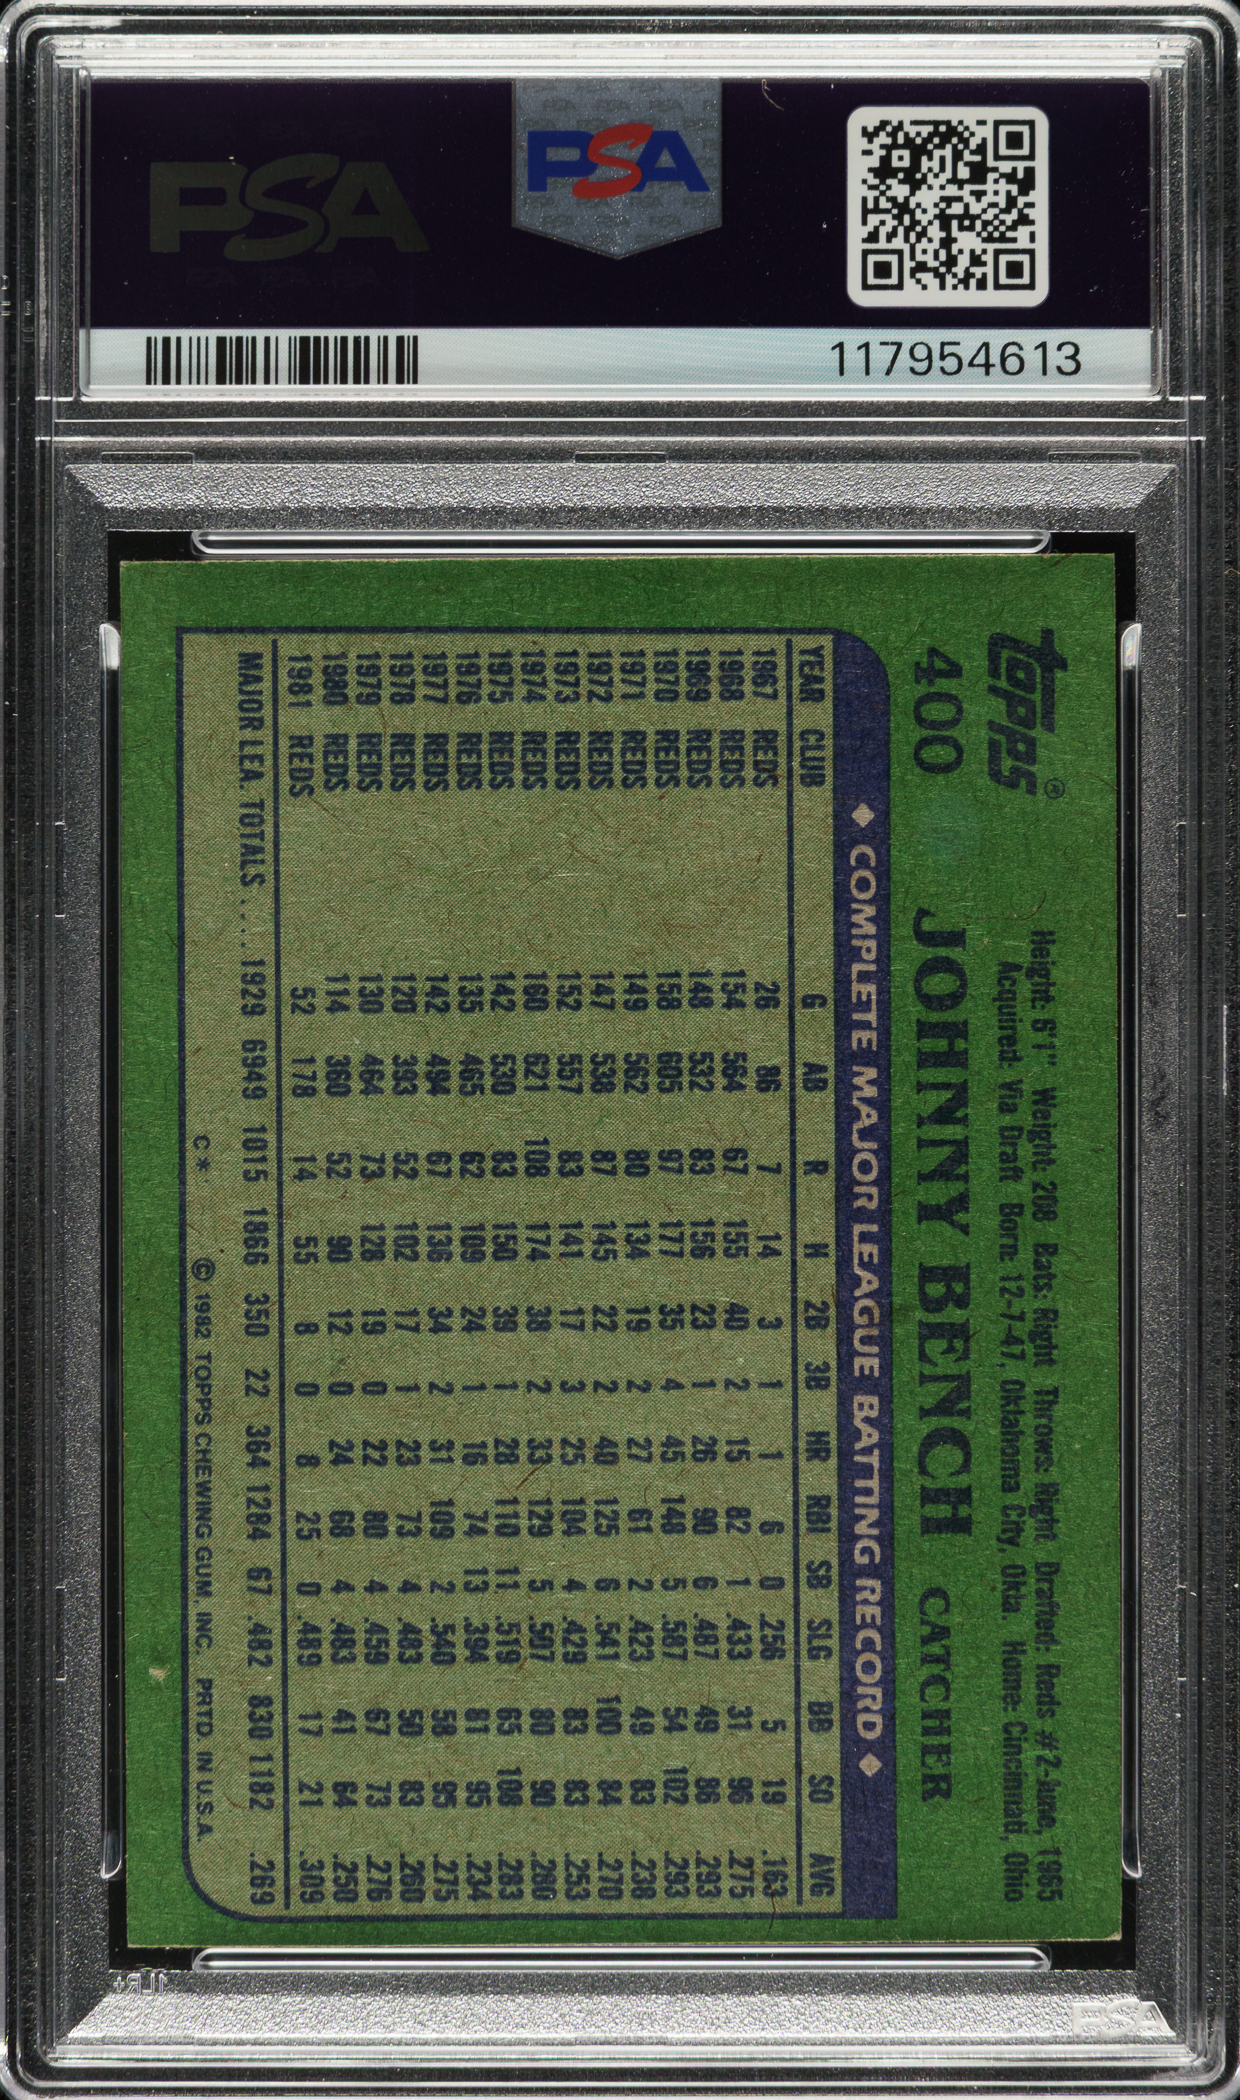 PSA
PSA
117954613
topps®
400 JOHNNY BENCH CATCHER
Height: 6'1" Weight: 208 Bats: Right Throws: Right Drafted: Reds #2-June, 1965
Acquired: Via Draft Born: 12-7-47, Oklahoma City, Okla. Home: Cincinnati, Ohio
◆ COMPLETE MAJOR LEAGUE BATTING RECORD ◆
YEAR CLUB G AB R H 2B 3B HR RBI SB SLG BB SO AVG
1967 REDS 26 86 7 14 3 1 1 6 0 .256 5 19 .163
1968 REDS 154 564 67 155 40 2 15 82 1 .433 31 96 .275
1969 REDS 148 532 83 156 23 1 26 90 6 .487 49 86 .293
1970 REDS 158 605 97 177 35 4 45 148 5 .587 54 102 .293
1971 REDS 149 562 80 134 19 2 27 61 2 .423 49 83 .238
1972 REDS 147 538 87 145 22 2 40 125 6 .541 100 84 .270
1973 REDS 152 557 83 141 17 3 25 104 4 .429 83 83 .253
1974 REDS 160 621 108 174 38 2 33 129 5 .507 80 90 .280
1975 REDS 142 530 83 150 39 1 28 110 11 .519 65 108 .283
1976 REDS 135 465 62 109 24 1 16 74 13 .394 81 95 .234
1977 REDS 142 494 67 136 34 2 31 109 2 .540 58 95 .275
1978 REDS 120 393 52 102 17 1 23 73 4 .483 50 83 .260
1979 REDS 130 464 73 128 19 0 22 80 4 .459 67 73 .276
1980 REDS 114 360 52 90 12 0 24 68 4 .483 41 64 .250
1981 REDS 52 178 14 55 8 0 8 25 0 .489 17 21 .309
MAJOR LEA. TOTALS.....1929 6949 1015 1866 350 22 364 1284 67 .482 830 1182 .269
C* © 1982 TOPPS CHEWING GUM, INC. PRTD. IN U.S.A.
1LR+
PSA